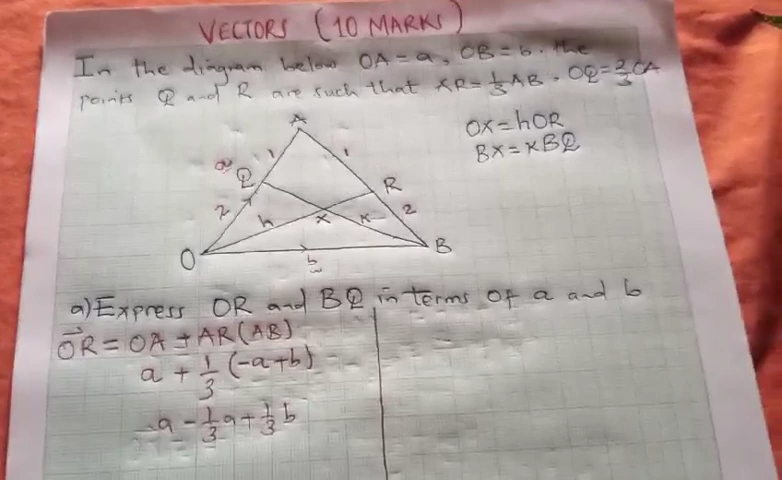 VECTORS (10 MARKS)
In the diagram below OA = a, OB = b. the
points Q and R are such that AR = 1/3 AB, OQ = 2/3 OA
OX = hOR
BX = KBQ
A
1
1
a
Q
R
2
h
X
K
2
O
b
B
a) Express OR and BQ in terms of a and b
OR = OA + AR (AB)
a + 1/3 (-a+b)
a - 1/3 a + 1/3 b